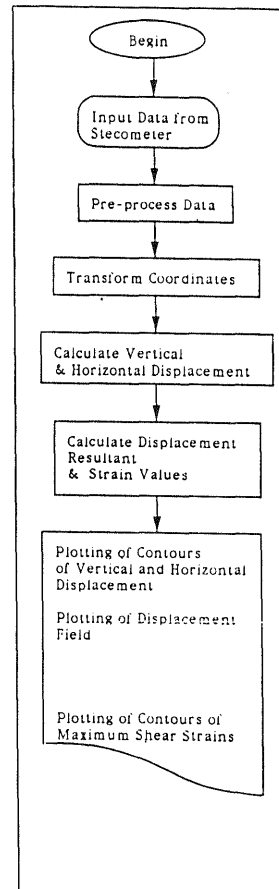 Begin
Input Data from
Stecometer
Pre-process Data
Transform Coordinates
Calculate Vertical
& Horizontal Displacement
Calculate Displacement
Resultant
& Strain Values
Plotting of Contours
of Vertical and Horizontal
Displacement
Plotting of Displacement
Field
Plotting of Contours of
Maximum Shear Strains